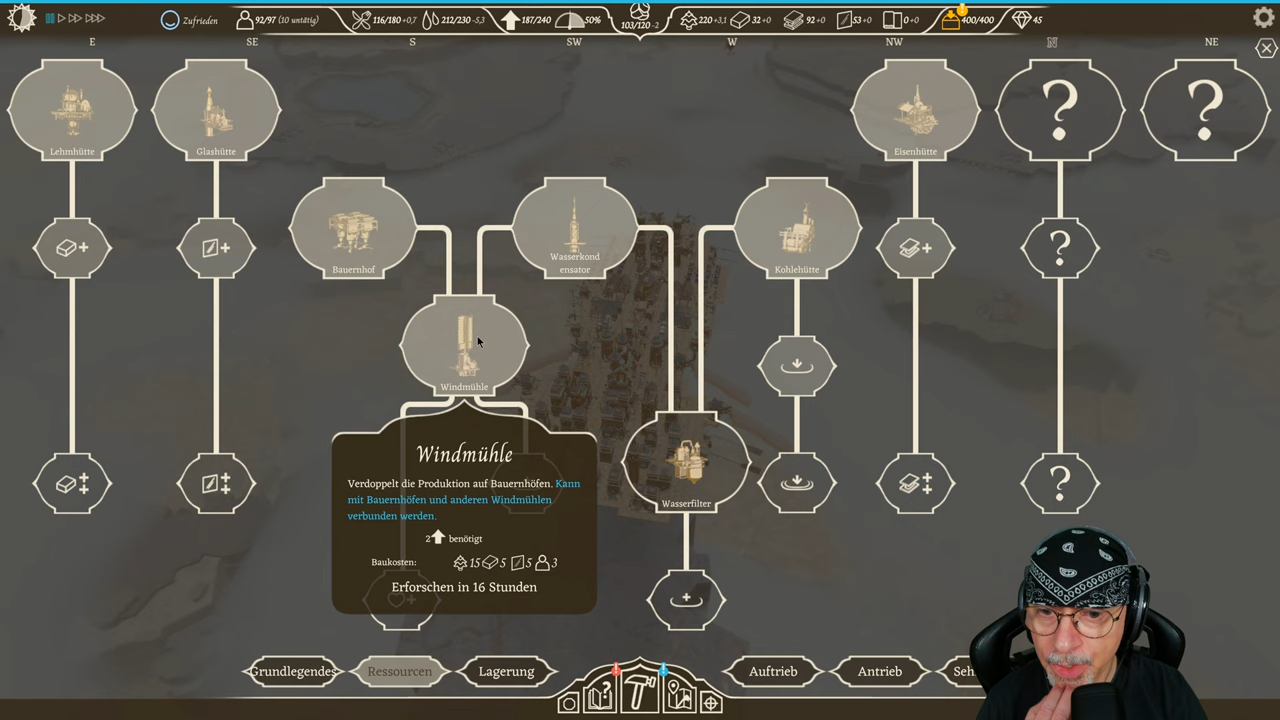 Zufrieden
92/97 (10 untätig)
116/180 +0,7
212/230 -5,3
187/240
50%
103/120 -2
220 +3,1
32 +0
92 +0
53 +0
0 +0
400/400
45
E
SE
S
SW
W
NW
N
NE
Lehmhütte
Glashütte
Eisenhütte
?
?
Bauernhof
Wasserkond
ensator
Kohlehütte
?
Windmühle
Wasserfilter
?
Windmühle
Verdoppelt die Produktion auf Bauernhöfen. Kann
mit Bauernhöfen und anderen Windmühlen
verbunden werden.
2 benötigt
Baukosten: 15 5 5 3
Erforschen in 16 Stunden
Grundlegendes
Ressourcen
Lagerung
Auftrieb
Antrieb
Seh